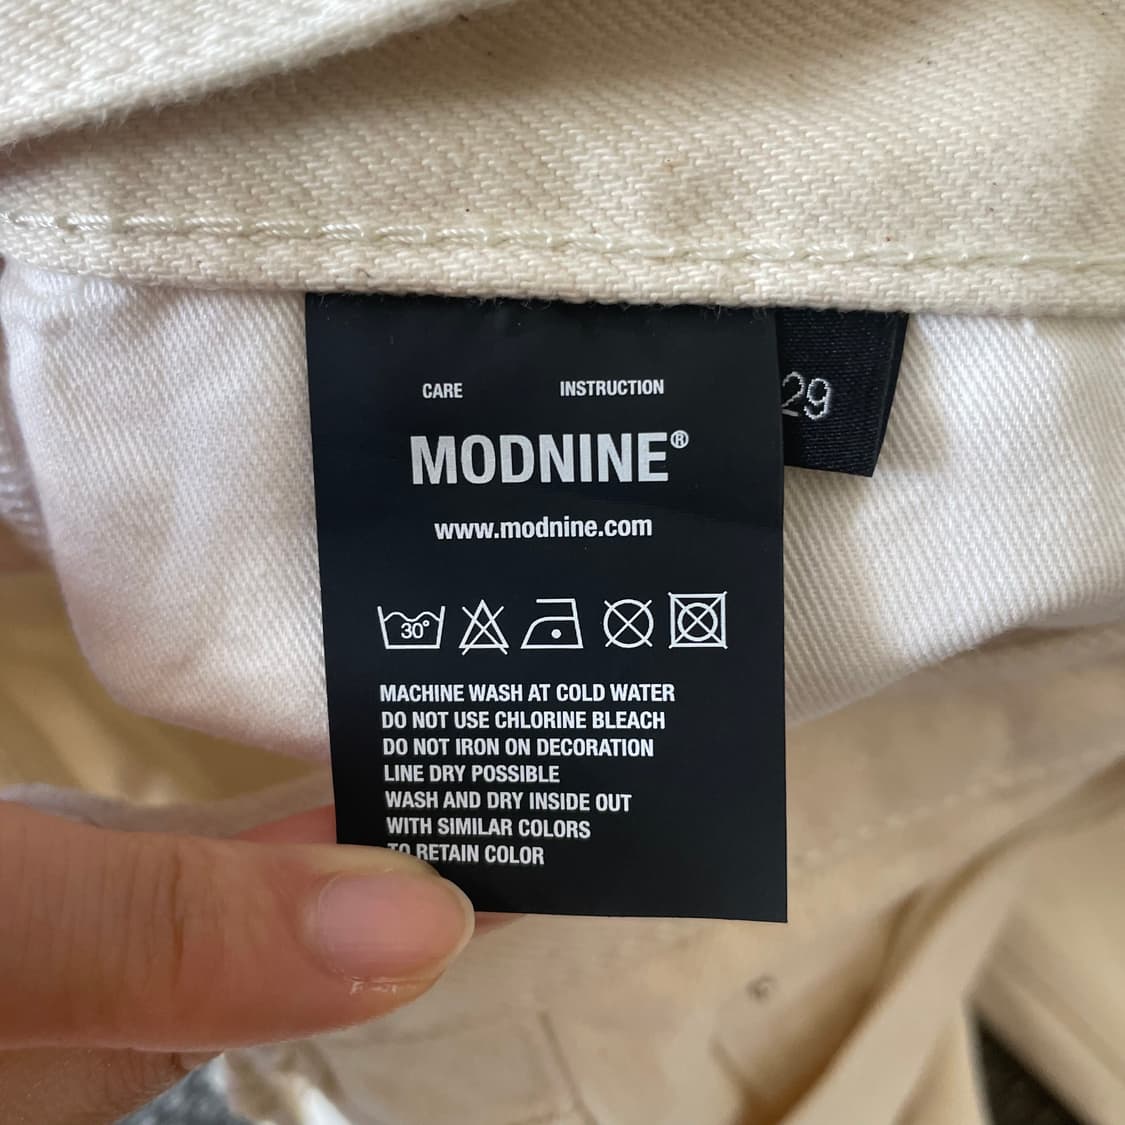 CARE INSTRUCTION
MODNINE®
29
www.modnine.com
30°
MACHINE WASH AT COLD WATER
DO NOT USE CHLORINE BLEACH
DO NOT IRON ON DECORATION
LINE DRY POSSIBLE
WASH AND DRY INSIDE OUT
WITH SIMILAR COLORS
TO RETAIN COLOR